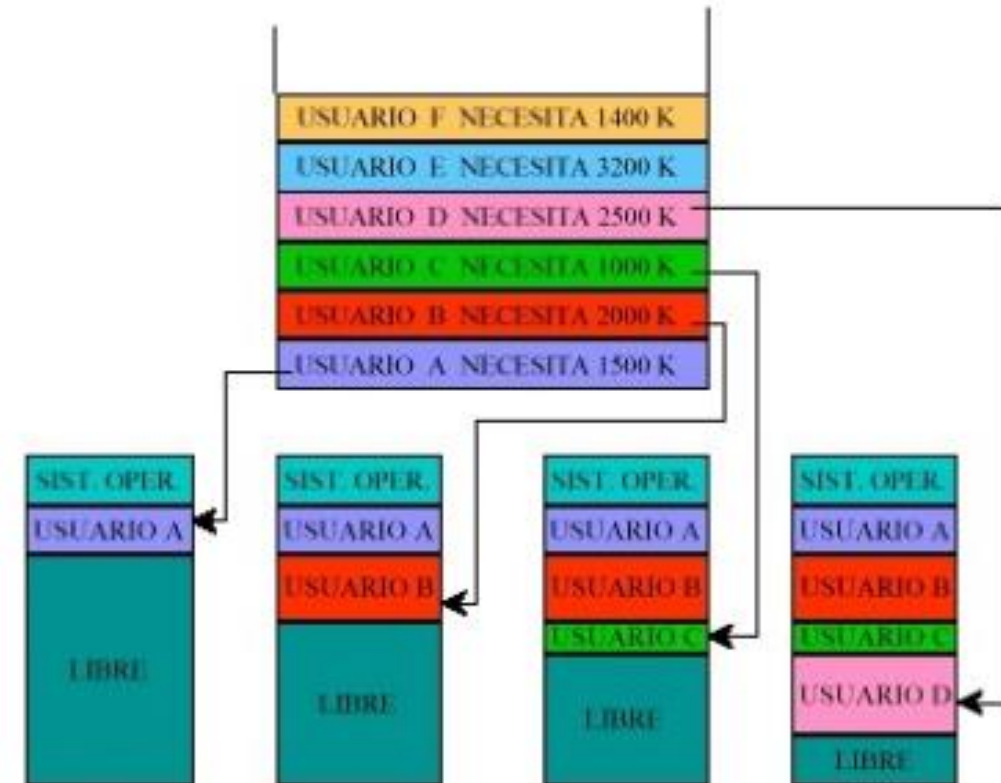 USUARIO F NECESITA 1400 K
USUARIO E NECESITA 3200 K
USUARIO D NECESITA 2500 K
USUARIO C NECESITA 1000 K
USUARIO B NECESITA 2000 K
USUARIO A NECESITA 1500 K
SIST. OPER.
USUARIO A
LIBRE
SIST. OPER.
USUARIO A
USUARIO B
LIBRE
SIST. OPER.
USUARIO A
USUARIO B
USUARIO C
LIBRE
SIST. OPER.
USUARIO A
USUARIO B
USUARIO C
USUARIO D
LIBRE